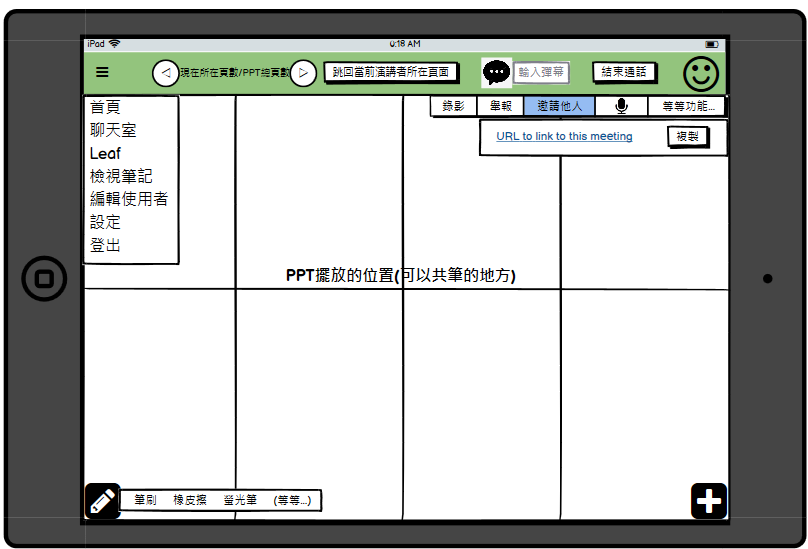 iPad
9:18 AM
現在所在頁數/PPT總頁數
跳回當前演講者所在頁面
輸入彈幕
結束通話
首頁
聊天室
Leaf
檢視筆記
編輯使用者
設定
登出
錄影
舉報
邀請他人
等等功能...
URL to link to this meeting
複製
PPT擺放的位置(可以共筆的地方)
筆刷 橡皮擦 螢光筆 (等等...)